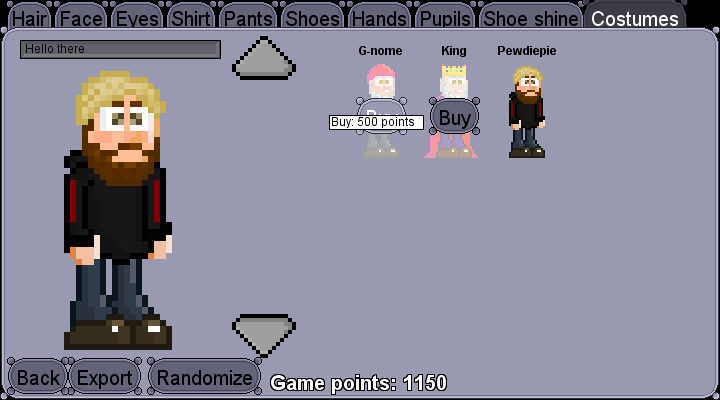 Hair Face Eyes Shirt Pants Shoes Hands Pupils Shoe shine Costumes
Hello there
G-nome King Pewdiepie
Buy: 500 points
Buy
Back Export Randomize
Game points: 1150